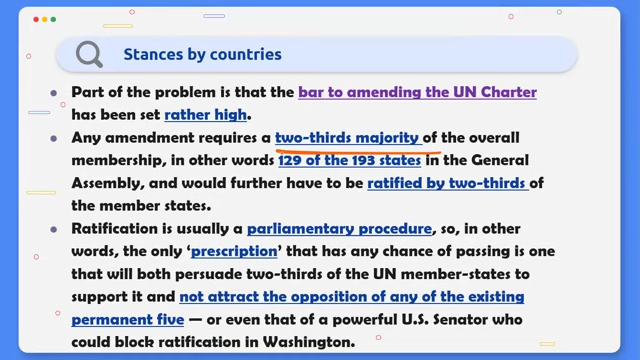 Stances by countries
Part of the problem is that the bar to amending the UN Charter
has been set rather high.
Any amendment requires a two-thirds majority of the overall
membership, in other words 129 of the 193 states in the General
Assembly, and would further have to be ratified by two-thirds of
the member states.
Ratification is usually a parliamentary procedure, so, in other
words, the only ‘prescription’ that has any chance of passing is one
that will both persuade two-thirds of the UN member-states to
support it and not attract the opposition of any of the existing
permanent five — or even that of a powerful U.S. Senator who
could block ratification in Washington.